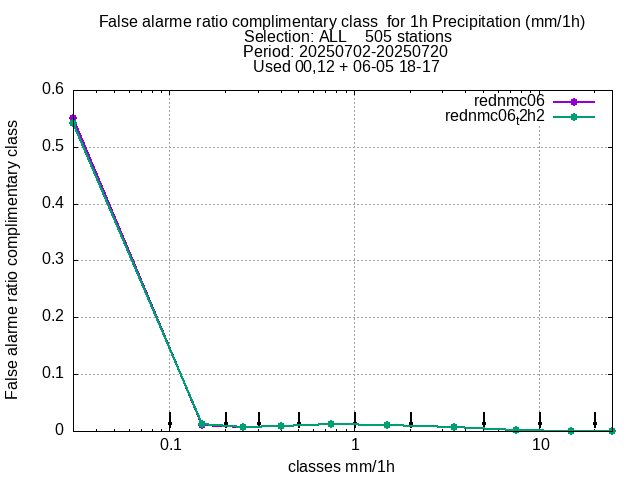 False alarme ratio complimentary class  for 1h Precipitation (mm/1h)
Selection: ALL    505 stations
Period: 20250702-20250720
Used 00,12 + 06-05 18-17
rednmc06
rednmc06t2h2
0.6
0.5
0.4
0.3
0.2
0.1
0
False alarme ratio complimentary class
0.1
1
10
classes mm/1h